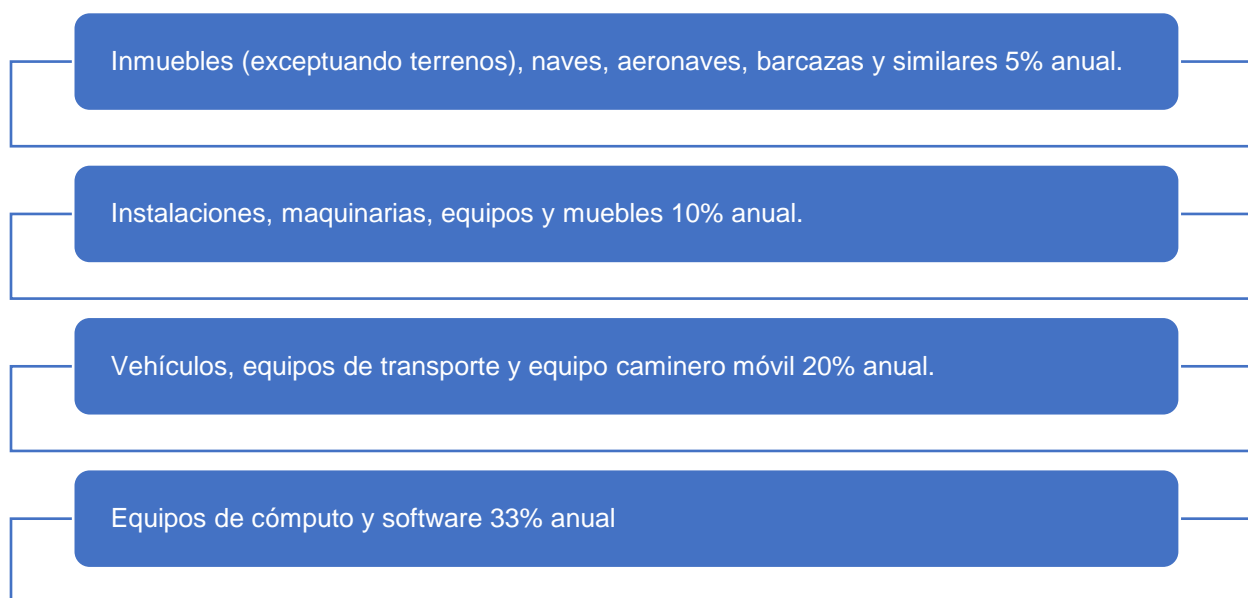 Inmuebles (exceptuando terrenos), naves, aeronaves, barcazas y similares 5% anual.
Instalaciones, maquinarias, equipos y muebles 10% anual.
Vehículos, equipos de transporte y equipo caminero móvil 20% anual.
Equipos de cómputo y software 33% anual